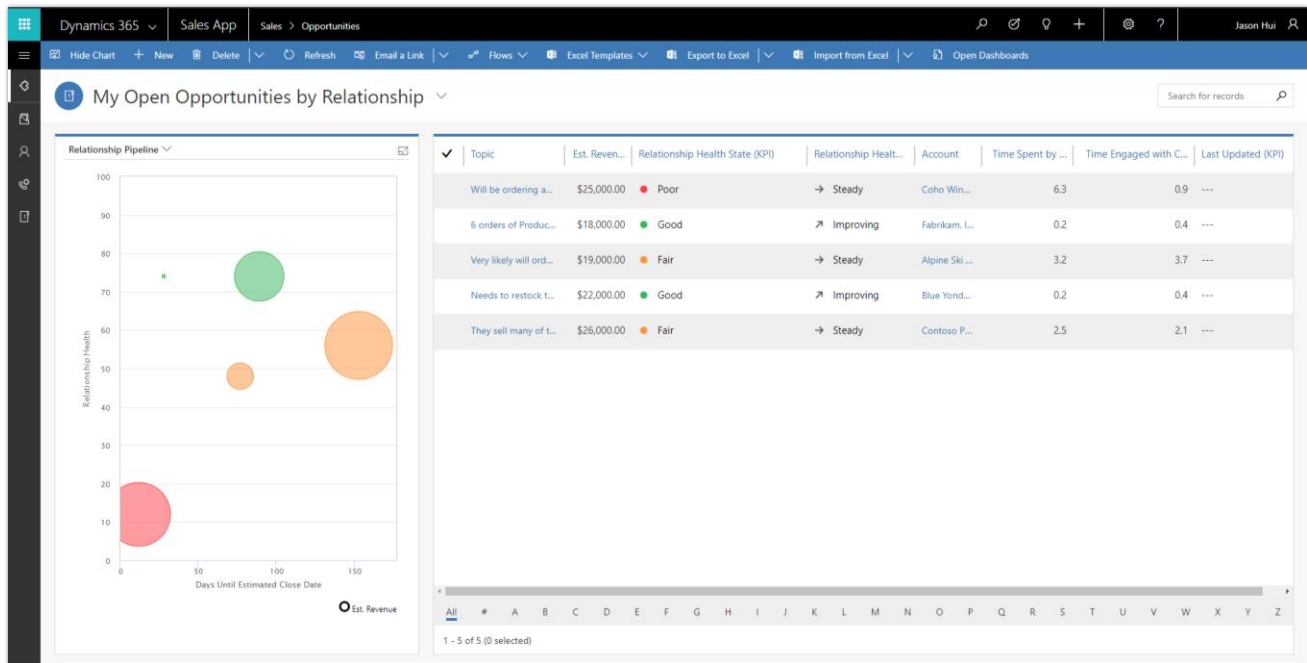 Dynamics 365 Sales App Sales > Opportunities ? Jason Hui
Hide Chart + New Delete Refresh Email a Link Flows Excel Templates Export to Excel Import from Excel Open Dashboards
My Open Opportunities by Relationship
Search for records
Relationship Pipeline
100
90
80
70
60
50
40
30
20
10
0
Relationship Health
0 50 100 150
Days Until Estimated Close Date
Est. Revenue
Topic Est. Reven... Relationship Health State (KPI) Relationship Healt... Account Time Spent by ... Time Engaged with C... Last Updated (KPI)
Will be ordering a... $25,000.00 Poor → Steady Coho Win... 6.3 0.9 ---
6 orders of Produc... $18,000.00 Good ↗ Improving Fabrikam, I... 0.2 0.4 ---
Very likely will ord... $19,000.00 Fair → Steady Alpine Ski ... 3.2 3.7 ---
Needs to restock t... $22,000.00 Good ↗ Improving Blue Yond... 0.2 0.4 ---
They sell many of t... $26,000.00 Fair → Steady Contoso P... 2.5 2.1 ---
All # A B C D E F G H I J K L M N O P Q R S T U V W X Y Z
1 - 5 of 5 (0 selected)